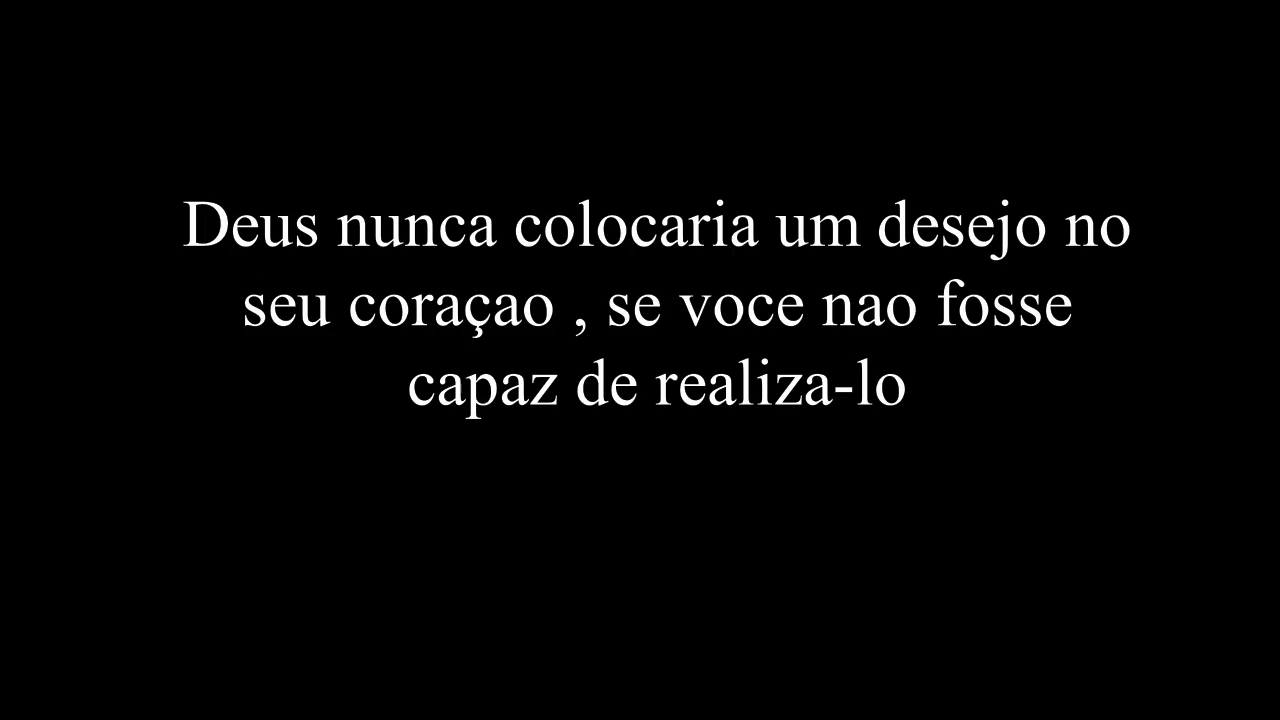 Deus nunca colocaria um desejo no
seu coraçao , se voce nao fosse
capaz de realiza-lo